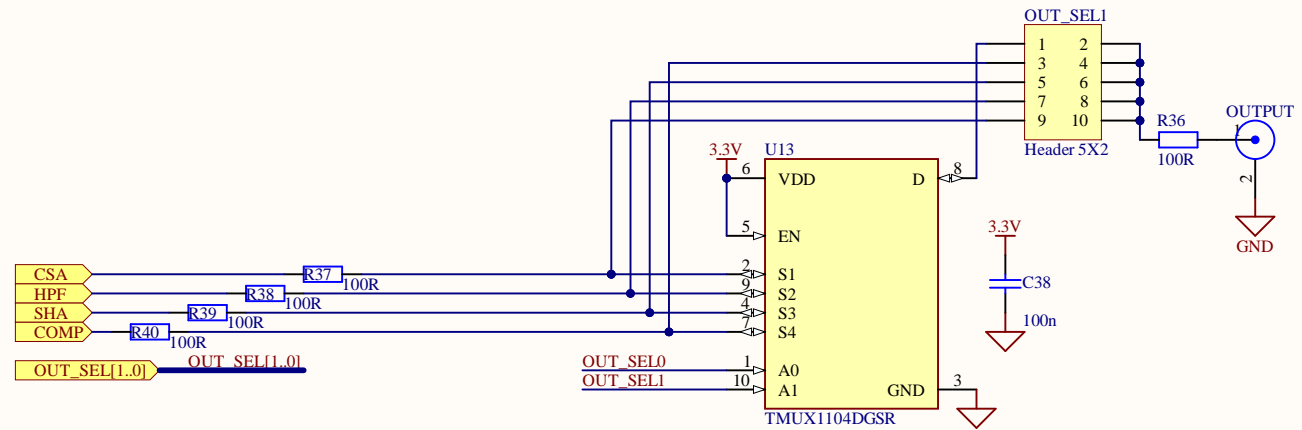 OUT_SEL1
1 2
3 4
5 6
7 8
9 10
Header 5X2
R36
100R
OUTPUT
1
2
GND
3.3V
U13
6 VDD
D 8
5 EN
CSA R37 100R 2 S1
HPF R38 100R 9 S2
SHA R39 100R 4 S3
COMP R40 100R 7 S4
OUT_SEL[1..0] OUT_SEL[1..0]
OUT_SEL0 1 A0
OUT_SEL1 10 A1
GND 3
TMUX1104DGSR
3.3V
C38
100n